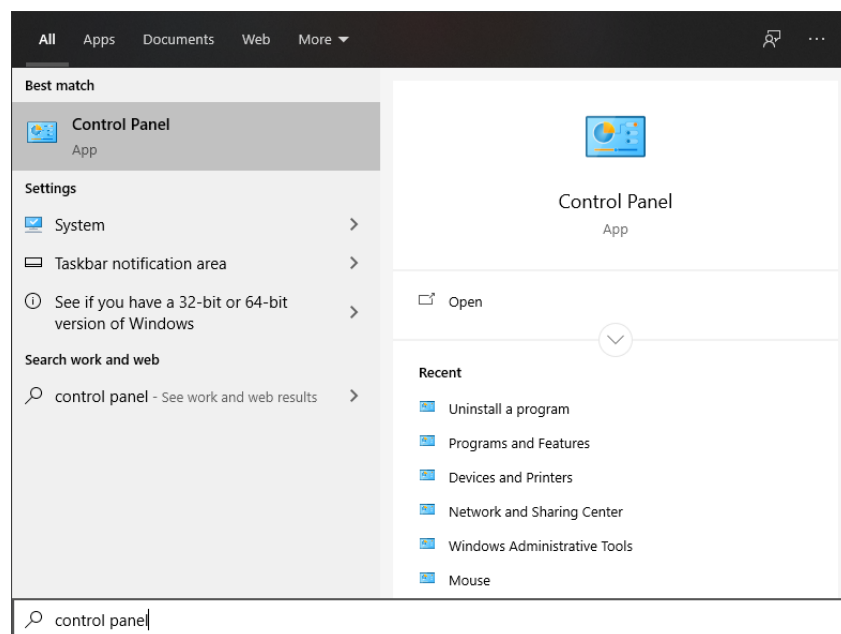 All Apps Documents Web More
Best match
Control Panel
App
Settings
System
Taskbar notification area
See if you have a 32-bit or 64-bit
version of Windows
Search work and web
control panel - See work and web results
Control Panel
App
Open
Recent
Uninstall a program
Programs and Features
Devices and Printers
Network and Sharing Center
Windows Administrative Tools
Mouse
control panel